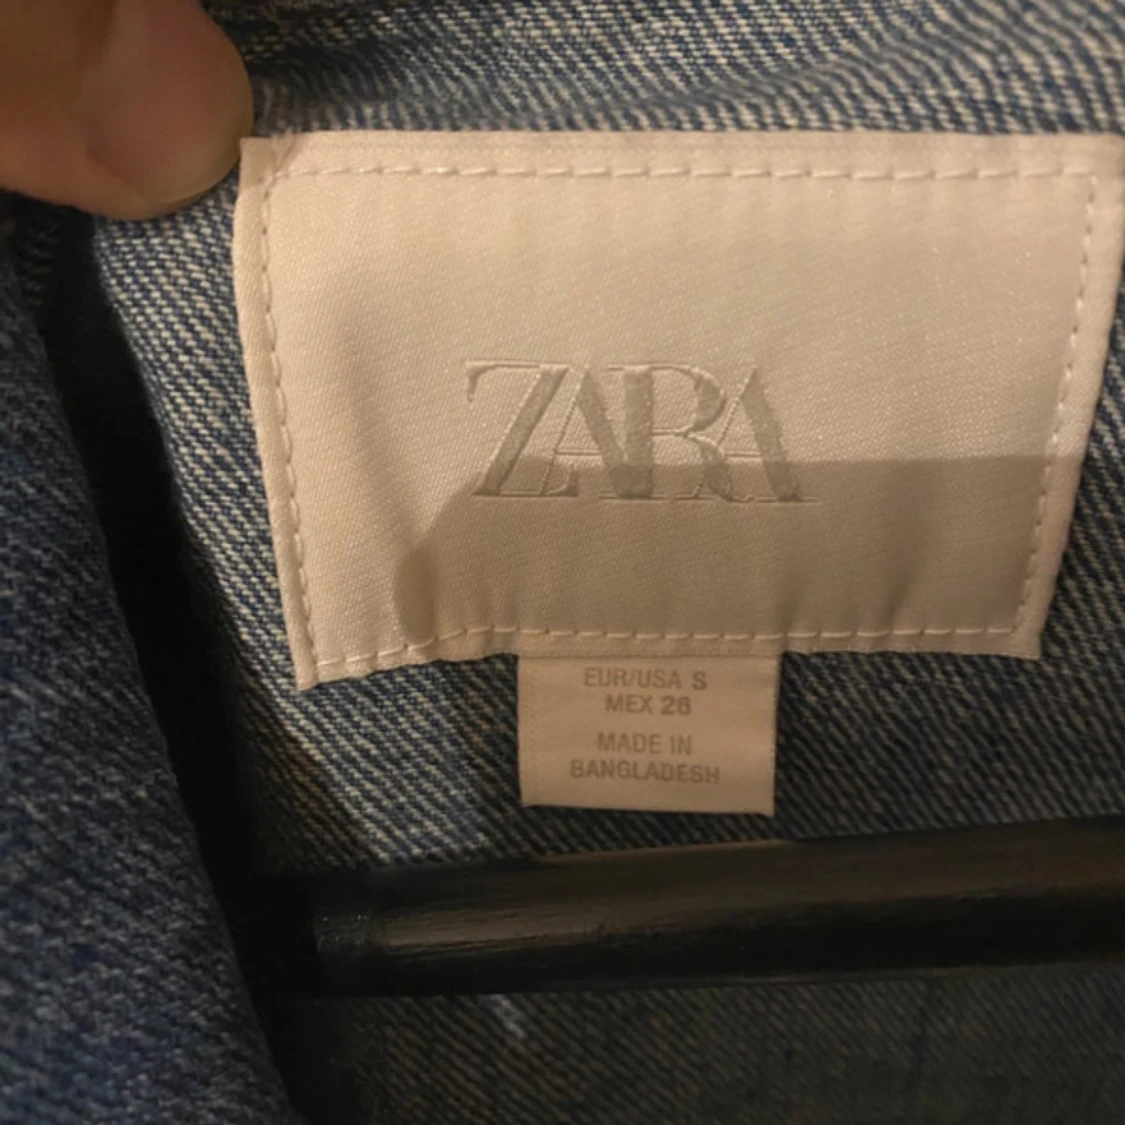 ZARA
EUR/USA S
MEX 26
MADE IN
BANGLADESH